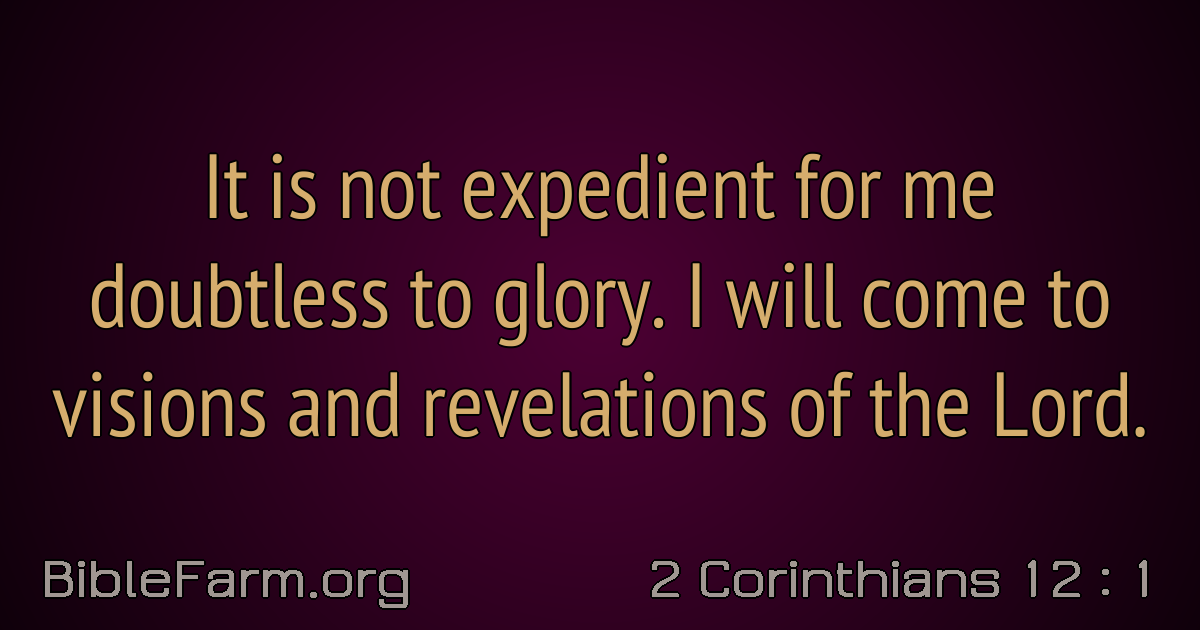 It is not expedient for me
doubtless to glory. I will come to
visions and revelations of the Lord.
BibleFarm.org
2 Corinthians 12 : 1